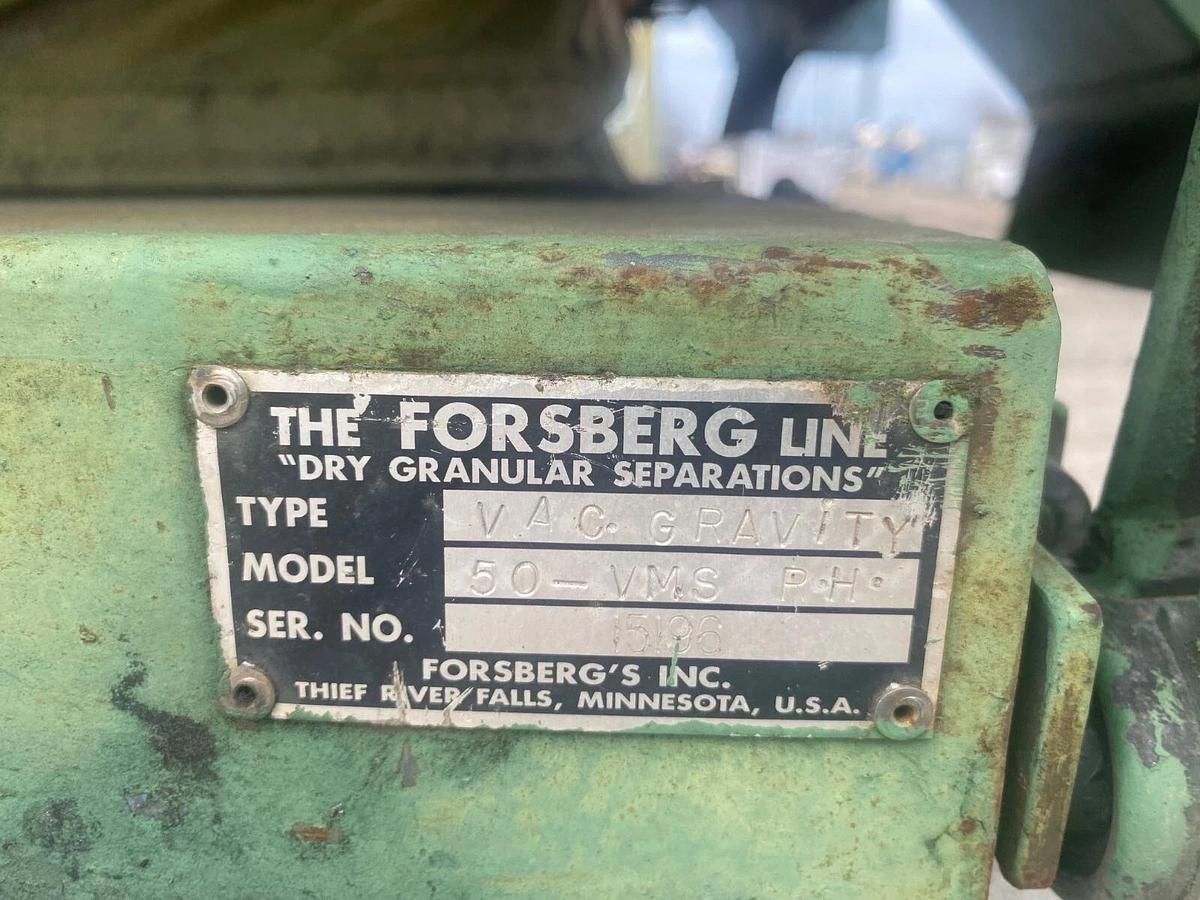 THE FORSBERG LINE
"DRY GRANULAR SEPARATIONS"
TYPE VAC. GRAVITY
MODEL 50-VMS R.H.
SER. NO. 15196
FORSBERG'S INC.
THIEF RIVER FALLS, MINNESOTA, U.S.A.